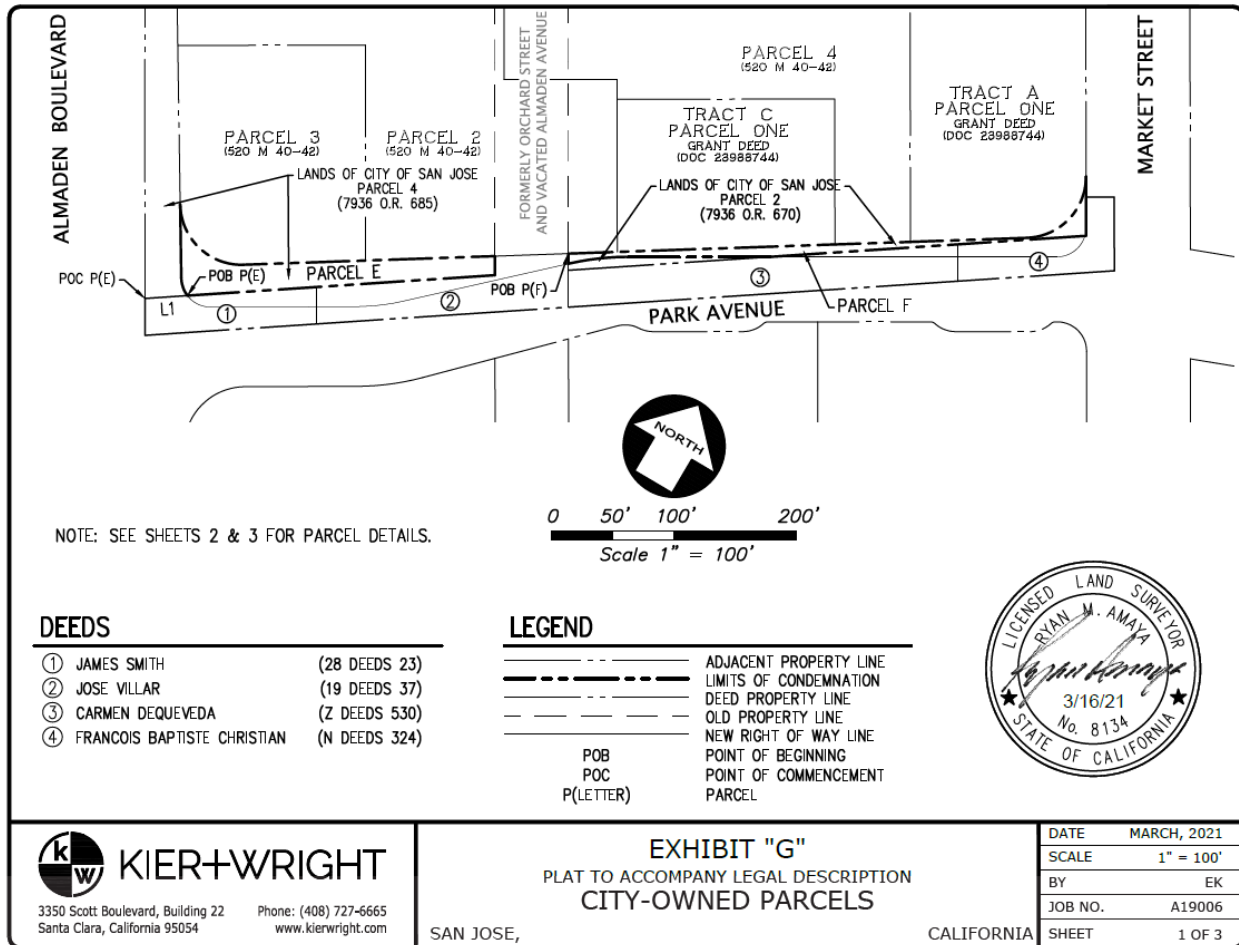 ALMADEN BOULEVARD
FORMERLY ORCHARD STREET
AND VACATED ALMADEN AVENUE
MARKET STREET
PARCEL 4
(520 M 40-42)
TRACT A
PARCEL ONE
GRANT DEED
(DOC 23988744)
TRACT C
PARCEL ONE
GRANT DEED
(DOC 23988744)
PARCEL 3
(520 M 40-42)
PARCEL 2
(520 M 40-42)
LANDS OF CITY OF SAN JOSE
PARCEL 4
(7936 O.R. 685)
LANDS OF CITY OF SAN JOSE
PARCEL 2
(7936 O.R. 670)
POC P(E)
POB P(E)
PARCEL E
POB P(F)
L1
1
2
3
4
PARK AVENUE
PARCEL F
NORTH
NOTE: SEE SHEETS 2 & 3 FOR PARCEL DETAILS.
0 50' 100' 200'
Scale 1" = 100'
DEEDS
1 JAMES SMITH (28 DEEDS 23)
2 JOSE VILLAR (19 DEEDS 37)
3 CARMEN DEQUEVEDA (Z DEEDS 530)
4 FRANCOIS BAPTISTE CHRISTIAN (N DEEDS 324)
LEGEND
ADJACENT PROPERTY LINE
LIMITS OF CONDEMNATION
DEED PROPERTY LINE
OLD PROPERTY LINE
NEW RIGHT OF WAY LINE
POB POINT OF BEGINNING
POC POINT OF COMMENCEMENT
P(LETTER) PARCEL
LICENSED LAND SURVEYOR
RYAN M. AMAYA
3/16/21
No. 8134
STATE OF CALIFORNIA
k
w
KIER+WRIGHT
3350 Scott Boulevard, Building 22 Phone: (408) 727-6665
Santa Clara, California 95054 www.kierwright.com
EXHIBIT "G"
PLAT TO ACCOMPANY LEGAL DESCRIPTION
CITY-OWNED PARCELS
SAN JOSE, CALIFORNIA
DATE MARCH, 2021
SCALE 1" = 100'
BY EK
JOB NO. A19006
SHEET 1 OF 3